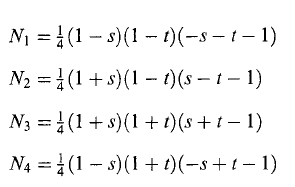 N₁ = ¼(1 − s)(1 − t)(−s − t − 1)
N₂ = ¼(1 + s)(1 − t)(s − t − 1)
N₃ = ¼(1 + s)(1 + t)(s + t − 1)
N₄ = ¼(1 − s)(1 + t)(−s + t − 1)